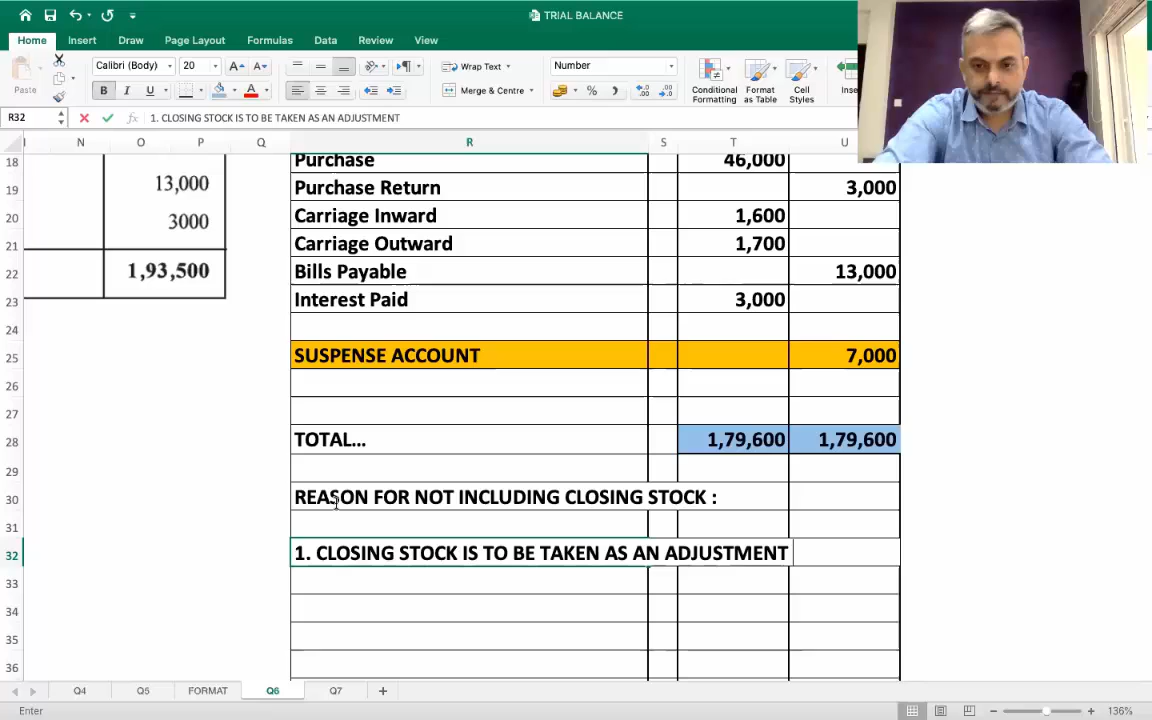 TRIAL BALANCE
Home Insert Draw Page Layout Formulas Data Review View
Paste Calibri (Body) 20 Wrap Text Number
B I U A Merge & Centre % Conditional Formatting Format as Table Cell Styles
R32 fx 1. CLOSING STOCK IS TO BE TAKEN AS AN ADJUSTMENT
N O P Q R S T U
18 Purchase 46,000
19 13,000 Purchase Return 3,000
20 3000 Carriage Inward 1,600
21 Carriage Outward 1,700
22 1,93,500 Bills Payable 13,000
23 Interest Paid 3,000
24
25 SUSPENSE ACCOUNT 7,000
26
27
28 TOTAL... 1,79,600 1,79,600
29
30 REASON FOR NOT INCLUDING CLOSING STOCK :
31
32 1. CLOSING STOCK IS TO BE TAKEN AS AN ADJUSTMENT
33
34
35
36
Q4 Q5 FORMAT Q6 Q7
Enter 136%